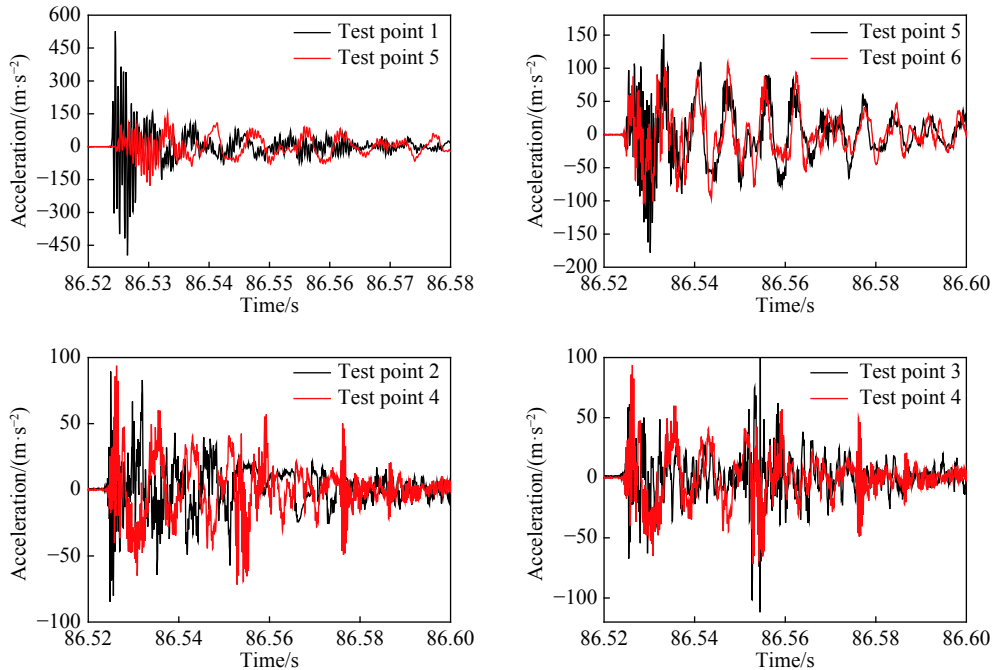 Acceleration/(m·s−2)
600
450
300
150
0
−150
−300
−450
Test point 1
Test point 5
86.52 86.53 86.54 86.55 86.56 86.57 86.58
Time/s
Acceleration/(m·s−2)
150
100
50
0
−50
−100
−150
−200
Test point 5
Test point 6
86.52 86.54 86.56 86.58 86.60
Time/s
Acceleration/(m·s−2)
100
50
0
−50
−100
Test point 2
Test point 4
86.52 86.54 86.56 86.58 86.60
Time/s
Acceleration/(m·s−2)
100
50
0
−50
−100
Test point 3
Test point 4
86.52 86.54 86.56 86.58 86.60
Time/s